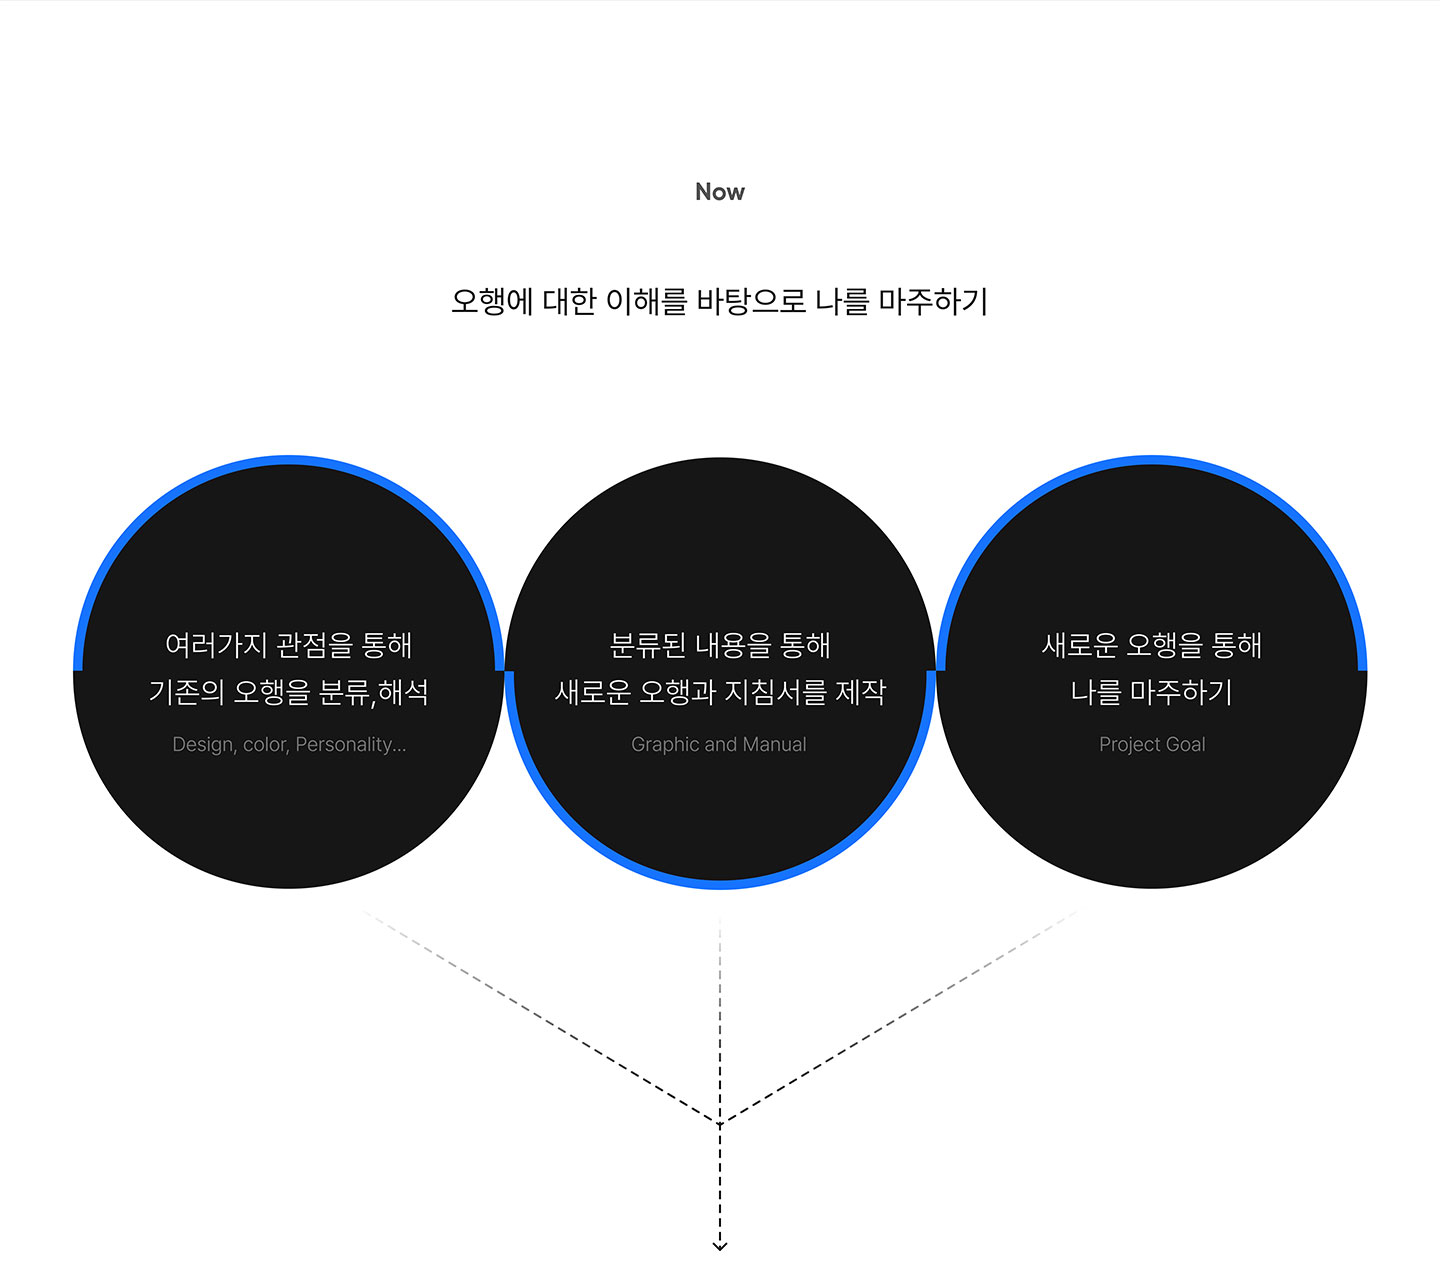 Now
오행에 대한 이해를 바탕으로 나를 마주하기
여러가지 관점을 통해
기존의 오행을 분류,해석
Design, color, Personality...
분류된 내용을 통해
새로운 오행과 지침서를 제작
Graphic and Manual
새로운 오행을 통해
나를 마주하기
Project Goal